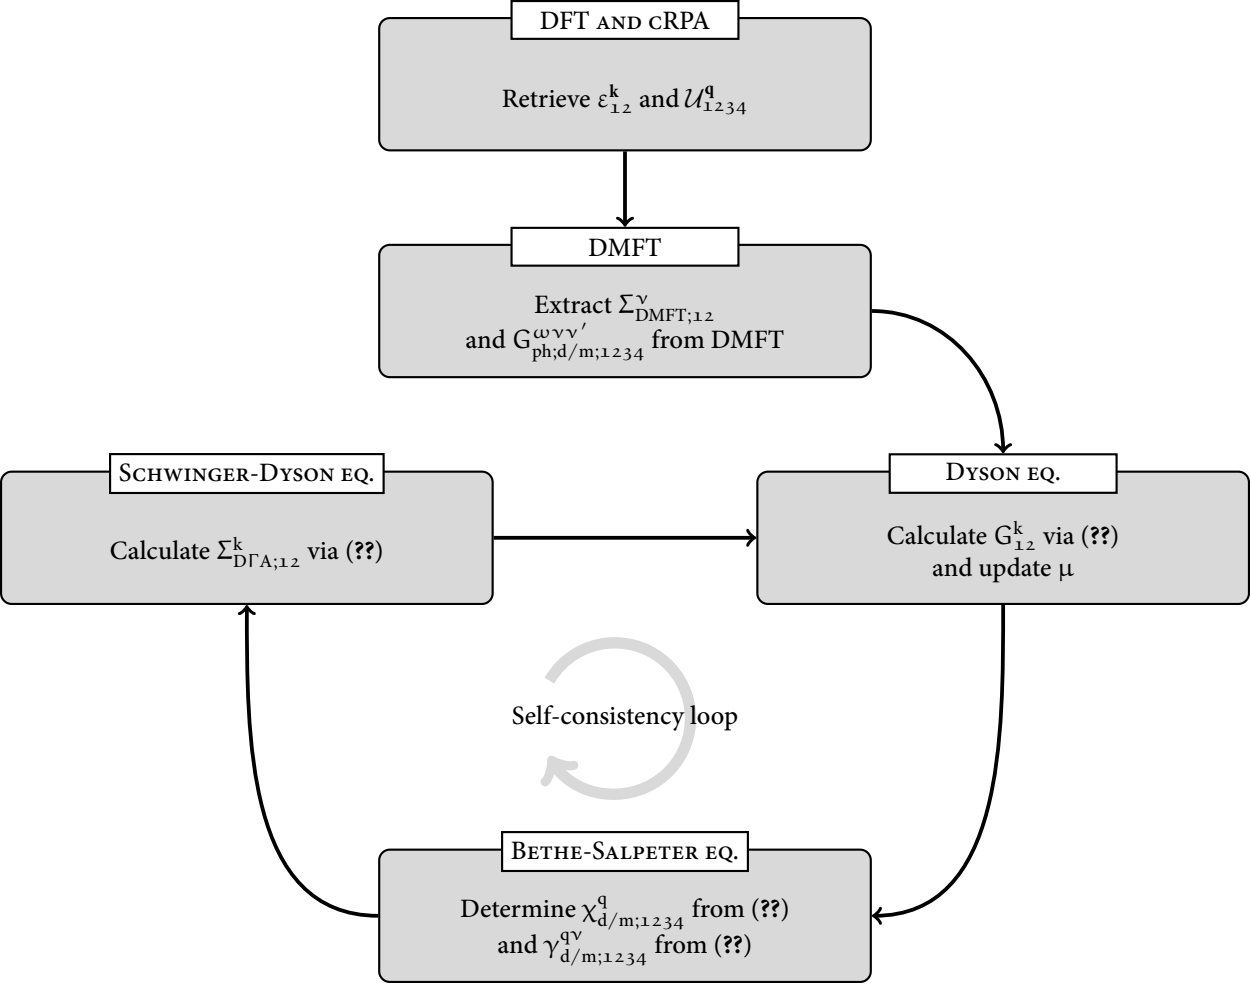 DFT AND CRPA
Retrieve ε^k_12 and 𝒰^q_1234
DMFT
Extract Σ^ν_DMFT;12
and G^ωνν′_ph;d/m;1234 from DMFT
SCHWINGER-DYSON EQ.
Calculate Σ^k_DΓA;12 via (??)
DYSON EQ.
Calculate G^k_12 via (??)
and update μ
Self-consistency loop
BETHE-SALPETER EQ.
Determine χ^q_d/m;1234 from (??)
and γ^qν_d/m;1234 from (??)